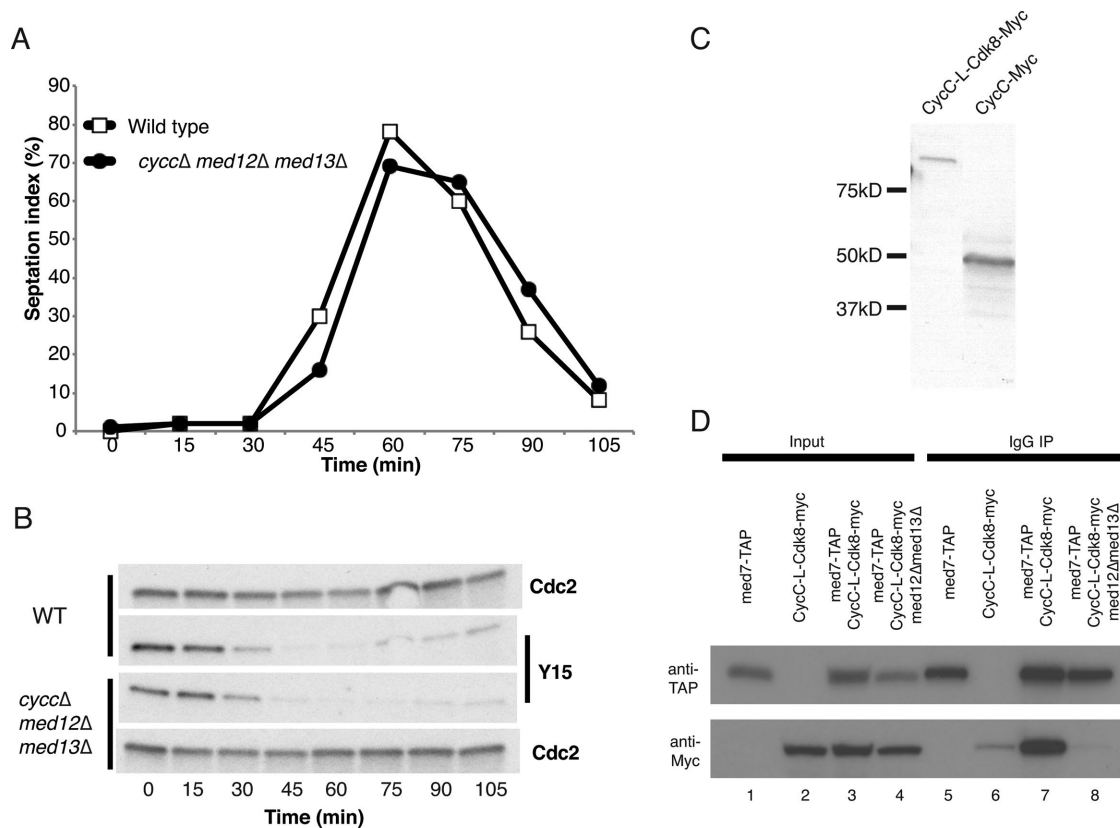 A
90
80
70
60
50
40
30
20
10
0
Septation index (%)
Wild type
cyccΔ med12Δ med13Δ
0 15 30 45 60 75 90 105
Time (min)
B
WT
cyccΔ
med12Δ
med13Δ
Cdc2
Y15
Cdc2
0 15 30 45 60 75 90 105
Time (min)
C
CycC-L-Cdk8-Myc
CycC-Myc
75kD
50kD
37kD
D
Input
IgG IP
med7-TAP
CycC-L-Cdk8-myc
med7-TAP
CycC-L-Cdk8-myc
med7-TAP
CycC-L-Cdk8-myc
med12Δmed13Δ
med7-TAP
CycC-L-Cdk8-myc
med7-TAP
CycC-L-Cdk8-myc
med7-TAP
CycC-L-Cdk8-myc
med12Δmed13Δ
anti-
TAP
anti-
Myc
1 2 3 4 5 6 7 8